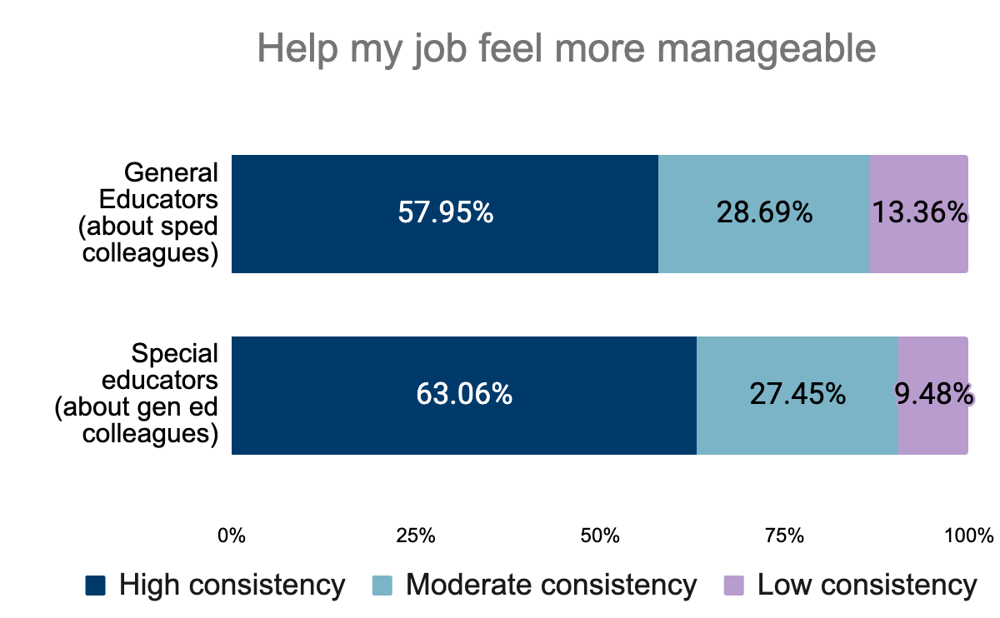 Help my job feel more manageable
General
Educators
(about sped
colleagues)
57.95%
28.69%
13.36%
Special
educators
(about gen ed
colleagues)
63.06%
27.45%
9.48%
0%
25%
50%
75%
100%
High consistency
Moderate consistency
Low consistency